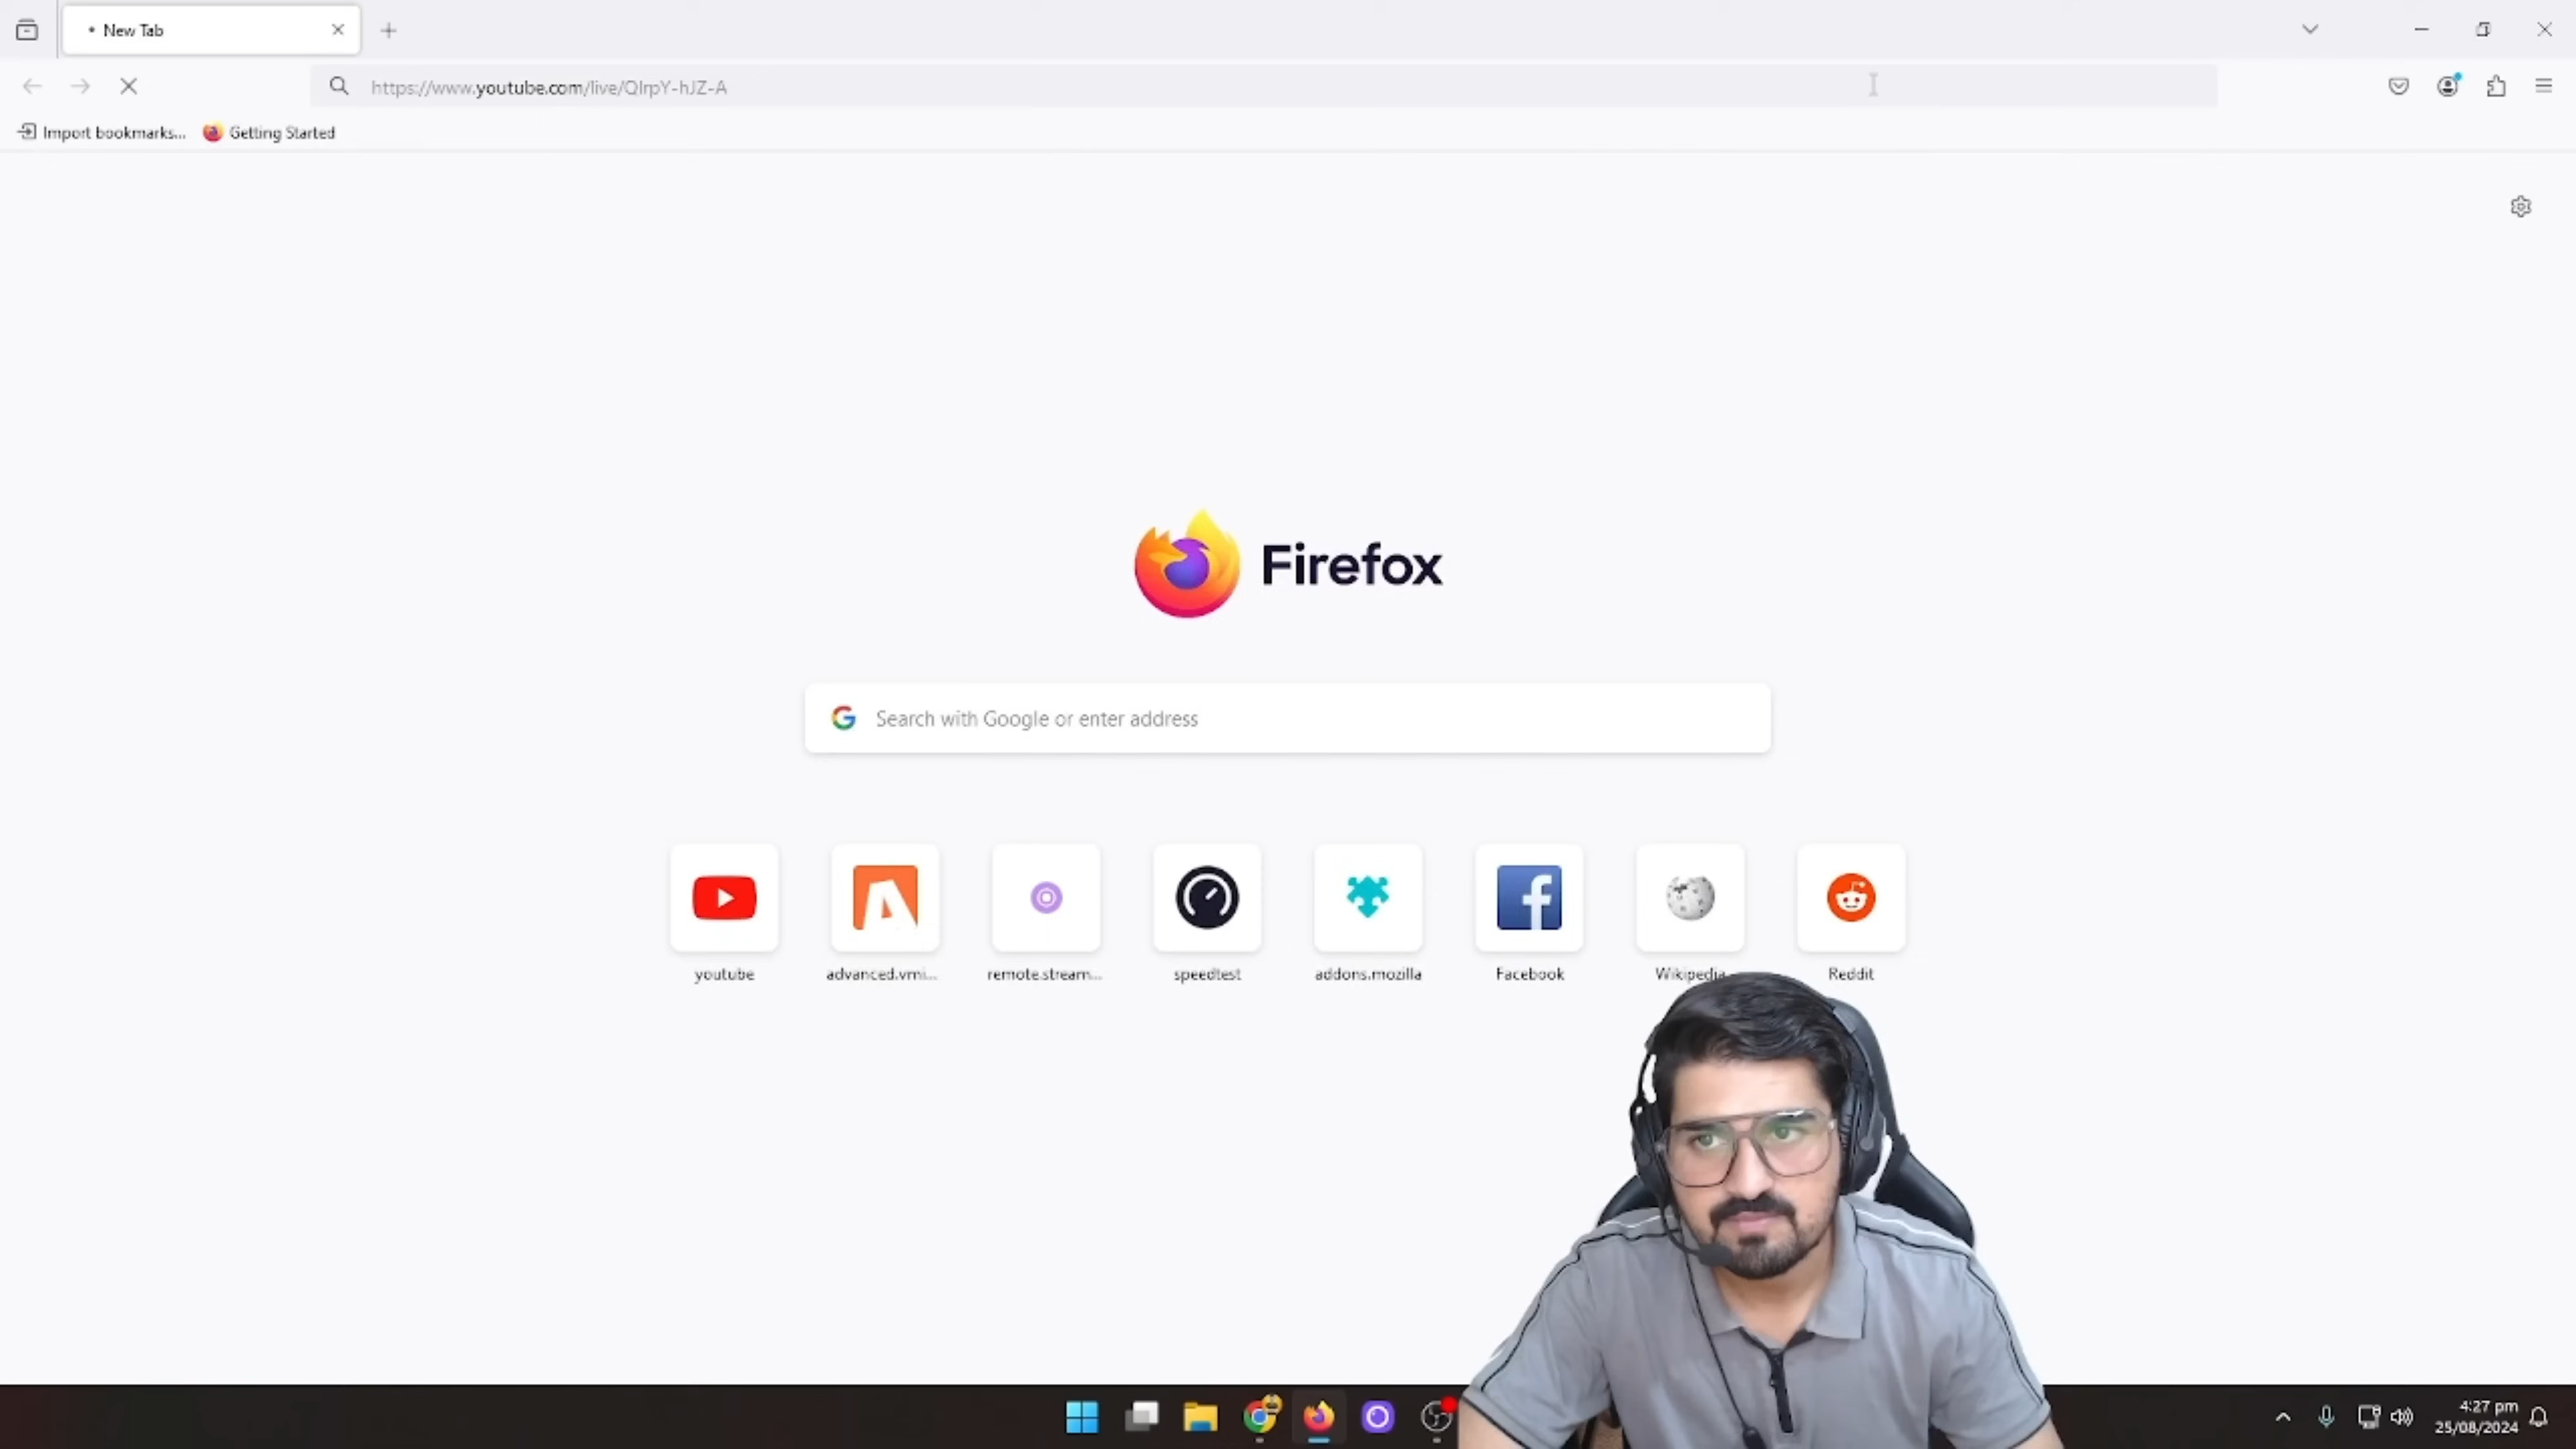 New Tab
https://www.youtube.com/live/QIrpY-hJZ-A
Import bookmarks...
Getting Started
Firefox
Search with Google or enter address
youtube
advanced.vmi...
remote.stream...
speedtest
addons.mozilla
Facebook
Wikipedia
Reddit
4:27 pm
25/08/2024